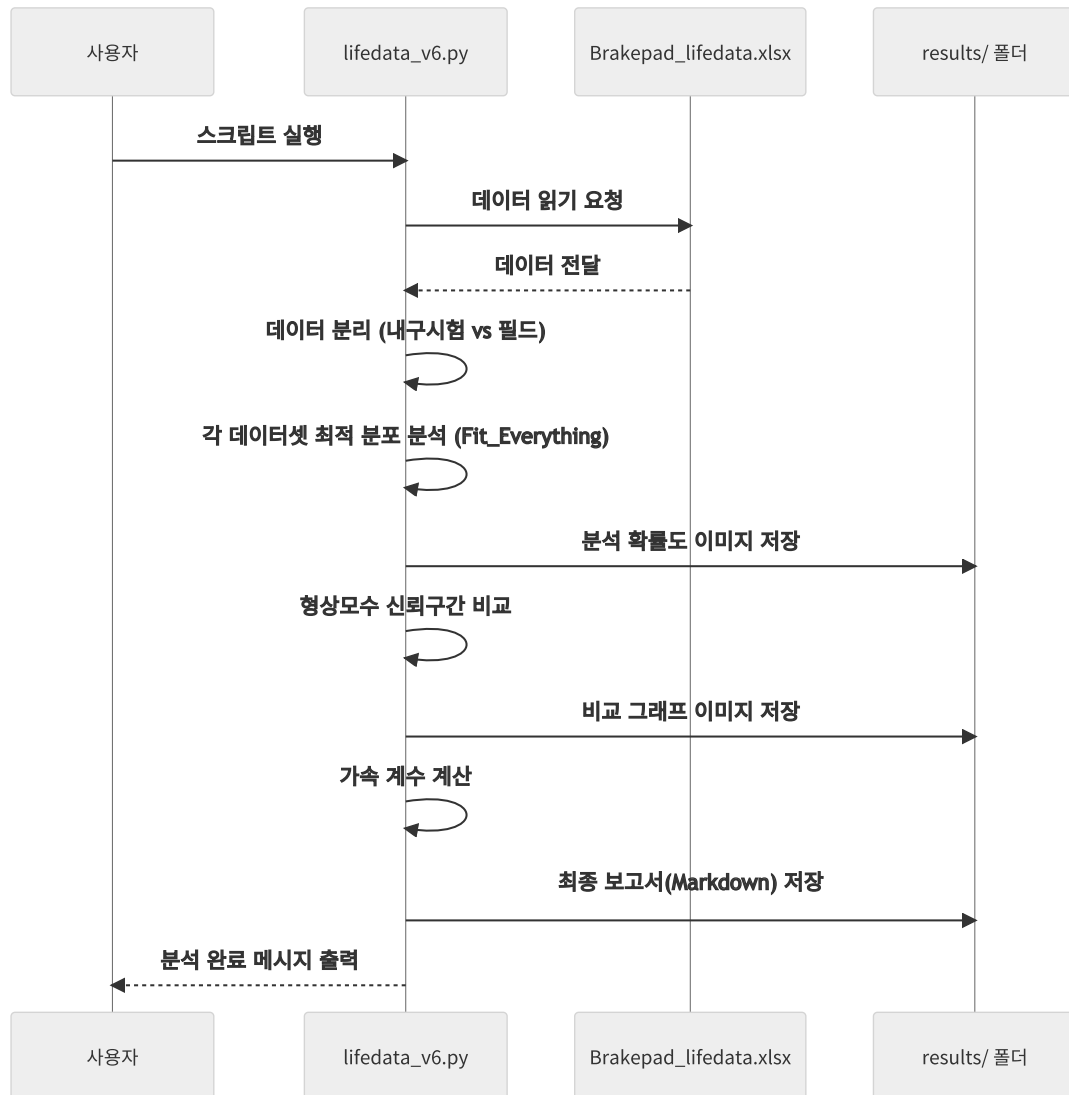 사용자
lifedata_v6.py
Brakepad_lifedata.xlsx
results/ 폴더
스크립트 실행
데이터 읽기 요청
데이터 전달
데이터 분리 (내구시험 vs 필드)
각 데이터셋 최적 분포 분석 (Fit_Everything)
분석 확률도 이미지 저장
형상모수 신뢰구간 비교
비교 그래프 이미지 저장
가속 계수 계산
최종 보고서(Markdown) 저장
분석 완료 메시지 출력
사용자
lifedata_v6.py
Brakepad_lifedata.xlsx
results/ 폴더